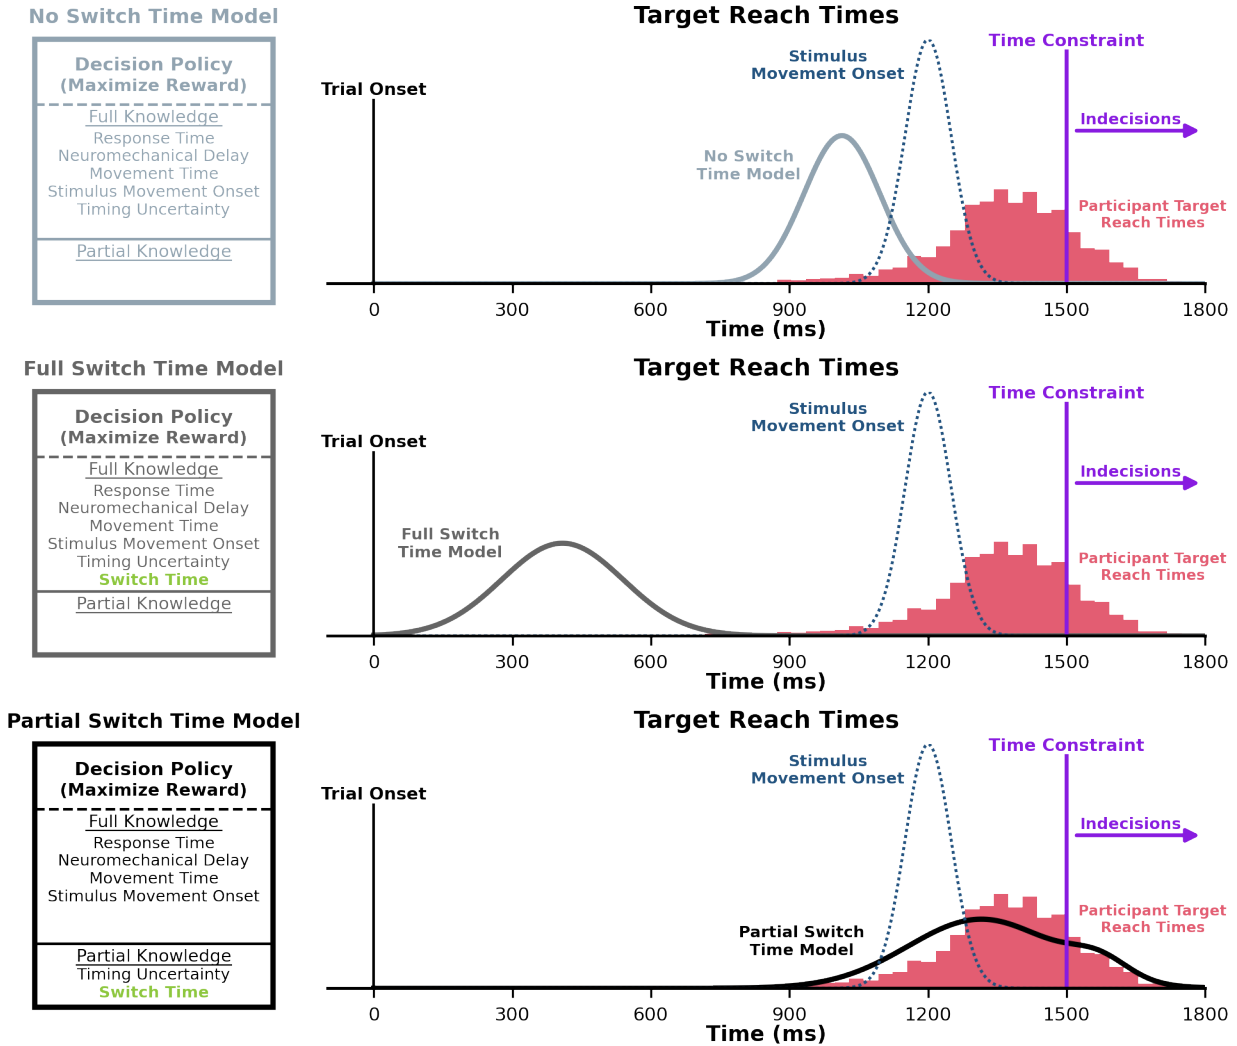 No Switch Time Model
Decision Policy
(Maximize Reward)
Full Knowledge
Response Time
Neuromechanical Delay
Movement Time
Stimulus Movement Onset
Timing Uncertainty
Partial Knowledge
Target Reach Times
Trial Onset
Stimulus
Movement Onset
Time Constraint
Indecisions
No Switch
Time Model
Participant Target
Reach Times
0 300 600 900 1200 1500 1800
Time (ms)
Full Switch Time Model
Decision Policy
(Maximize Reward)
Full Knowledge
Response Time
Neuromechanical Delay
Movement Time
Stimulus Movement Onset
Timing Uncertainty
Switch Time
Partial Knowledge
Target Reach Times
Trial Onset
Stimulus
Movement Onset
Time Constraint
Indecisions
Full Switch
Time Model
Participant Target
Reach Times
0 300 600 900 1200 1500 1800
Time (ms)
Partial Switch Time Model
Decision Policy
(Maximize Reward)
Full Knowledge
Response Time
Neuromechanical Delay
Movement Time
Stimulus Movement Onset
Partial Knowledge
Timing Uncertainty
Switch Time
Target Reach Times
Trial Onset
Stimulus
Movement Onset
Time Constraint
Indecisions
Partial Switch
Time Model
Participant Target
Reach Times
0 300 600 900 1200 1500 1800
Time (ms)